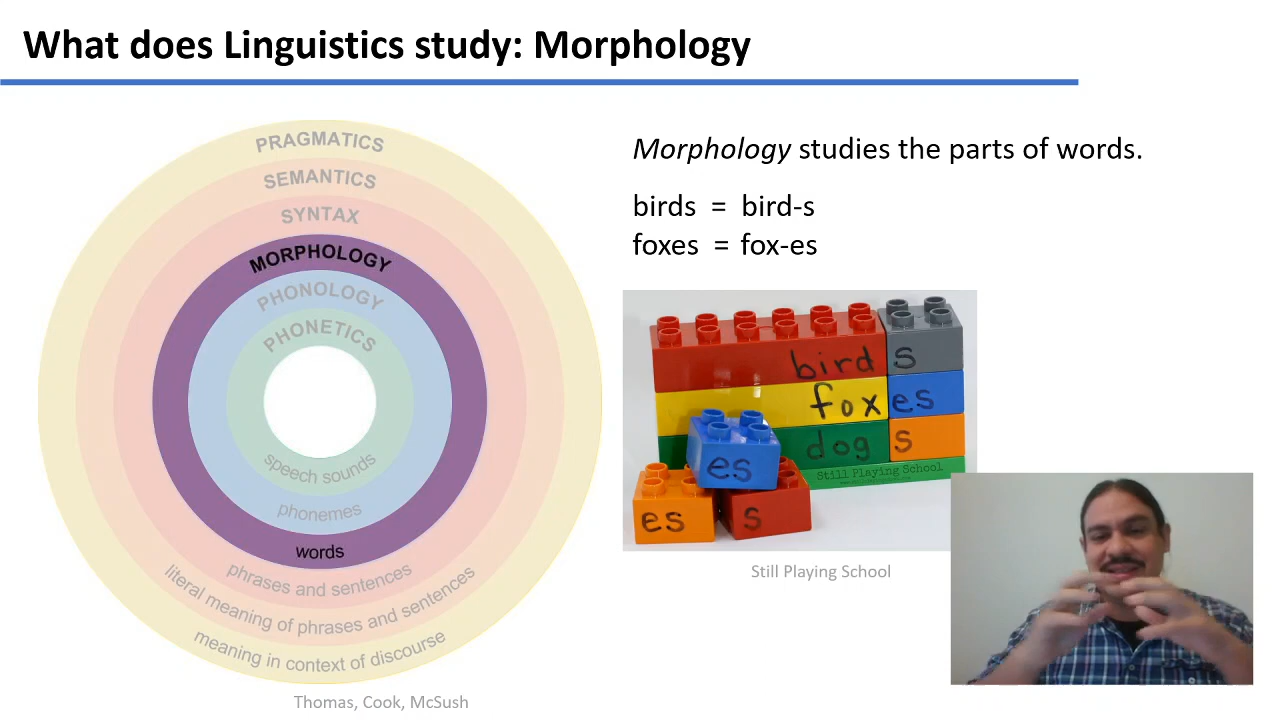 What does Linguistics study: Morphology
PRAGMATICS
SEMANTICS
SYNTAX
MORPHOLOGY
PHONOLOGY
PHONETICS
speech sounds
phonemes
words
phrases and sentences
literal meaning of phrases and sentences
meaning in context of discourse
Thomas, Cook, McSush
Morphology studies the parts of words.
birds = bird-s
foxes = fox-es
bird s
fox es
dog s
es
Still Playing School
es s
Still Playing School